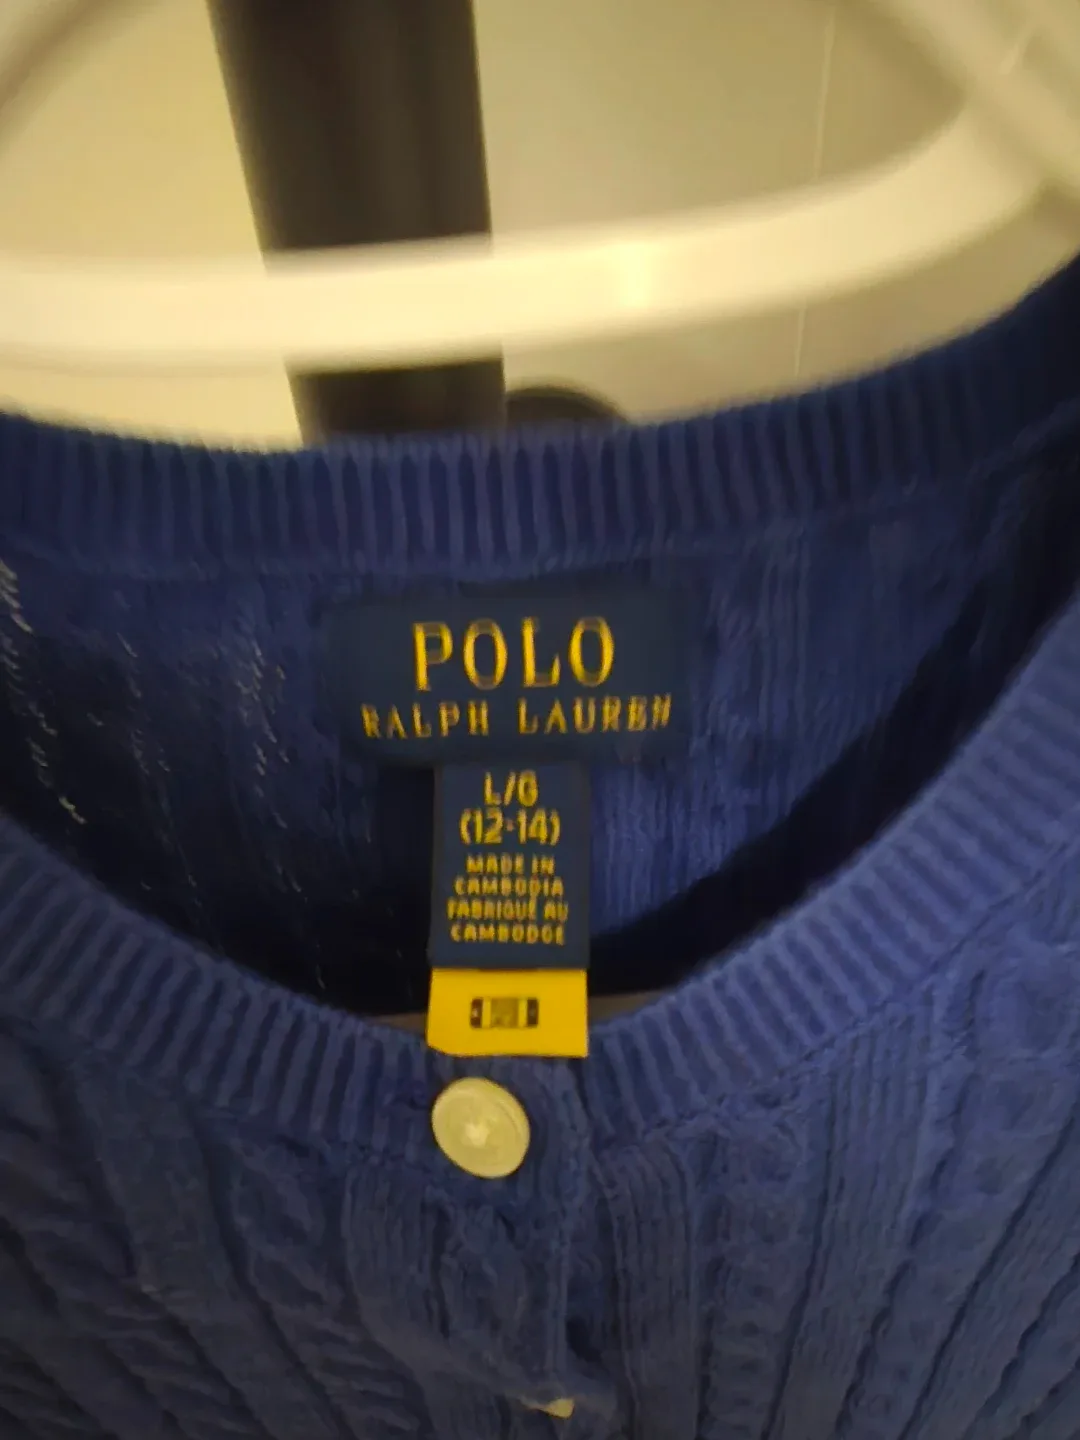 POLO
RALPH LAUREN
L/G
(12-14)
MADE IN
CAMBODIA
FABRIQUÉ AU
CAMBODGE